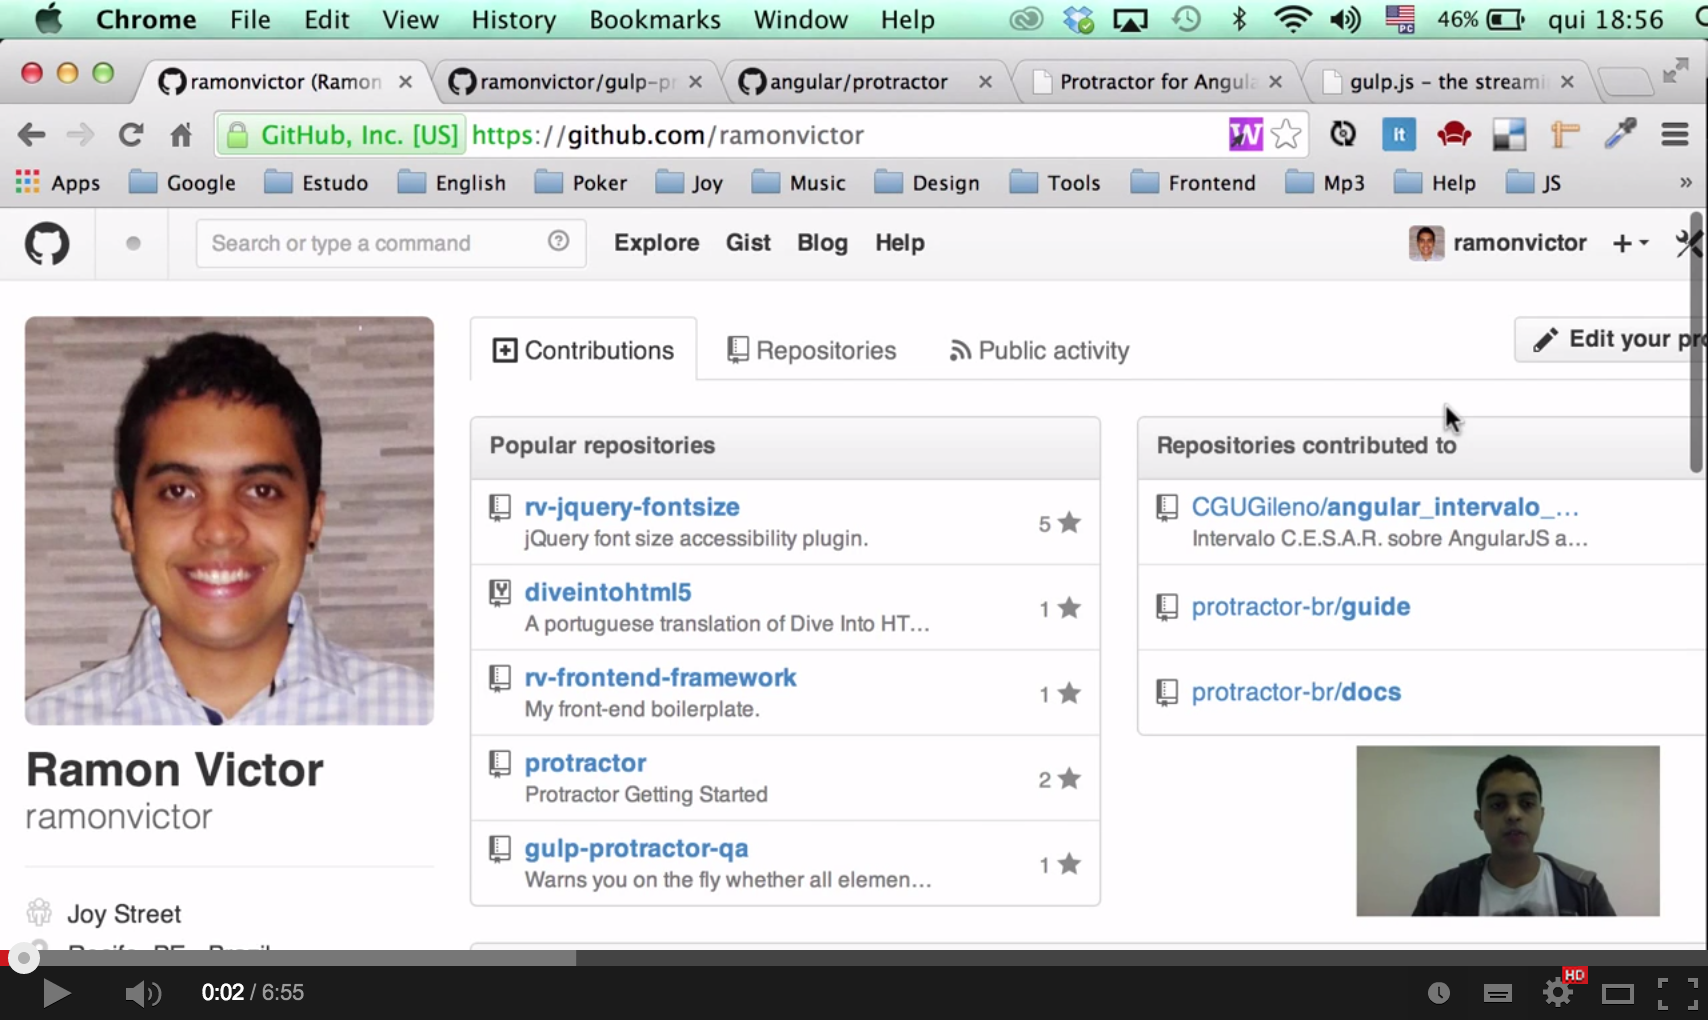 Chrome File Edit View History Bookmarks Window Help 46% qui 18:56
ramonvictor (Ramon ramonvictor/gulp-pr angular/protractor Protractor for Angula gulp.js - the streami
GitHub, Inc. [US] https://github.com/ramonvictor
Apps Google Estudo English Poker Joy Music Design Tools Frontend Mp3 Help JS »
Search or type a command Explore Gist Blog Help ramonvictor
Contributions Repositories Public activity Edit your pro
Popular repositories
rv-jquery-fontsize
jQuery font size accessibility plugin.
5
diveintohtml5
A portuguese translation of Dive Into HT...
1
rv-frontend-framework
My front-end boilerplate.
1
protractor
Protractor Getting Started
2
gulp-protractor-qa
Warns you on the fly whether all elemen...
1
Repositories contributed to
CGUGileno/angular_intervalo_...
Intervalo C.E.S.A.R. sobre AngularJS a...
protractor-br/guide
protractor-br/docs
Ramon Victor
ramonvictor
Joy Street
0:02 / 6:55
HD